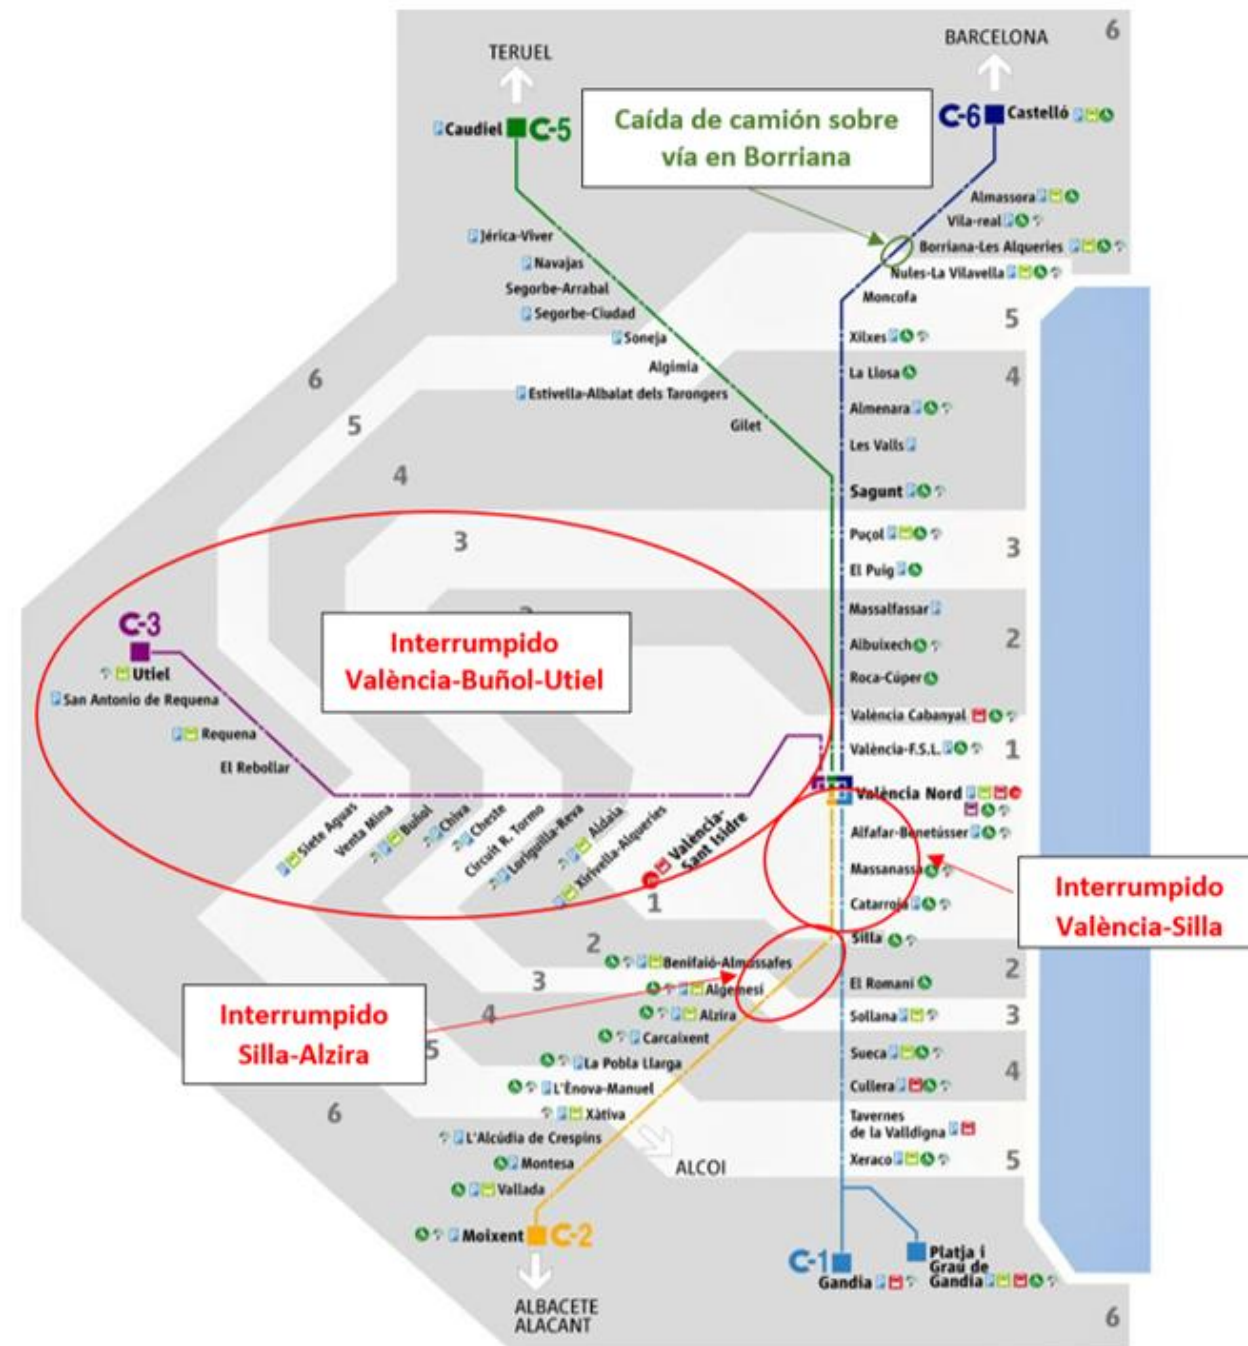 6
BARCELONA
TERUEL
Caudiel C-5
Caída de camión sobre
vía en Borriana
C-6 Castelló
Almassora
Vila-real
Borriana-Les Alqueries
Nules-La Vilavella
Moncofa
Jérica-Viver
Navajas
Segorbe-Arrabal
Segorbe-Ciudad
Soneja
Algimia
Estivella-Albalat dels Tarongers
Gilet
5
Xilxes
La Llosa
4
Almenara
Les Valls
Sagunt
6
5
4
3
Puçol
3
El Puig
Massalfassar
Albuixech
2
Roca-Cúper
València Cabanyal
València-F.S.L.
1
València Nord
C-3
Utiel
San Antonio de Requena
Requena
El Rebollar
Interrumpido
València-Buñol-Utiel
Siete Aguas
Venta Mina
Buñol
Chiva
Cheste
Circuit R. Tormo
Loriguilla-Reva
Aldaia
Xirivella-Alqueries
València-
Sant Isidre
1
Alfafar-Benetússer
Massanassa
Catarroja
Silla
Interrumpido
València-Silla
2
3
4
5
6
Benifaió-Almussafes
Algemesí
Alzira
Carcaixent
La Pobla Llarga
L'Ènova-Manuel
Xàtiva
L'Alcúdia de Crespins
Montesa
Vallada
Moixent C-2
Interrumpido
Silla-Alzira
ALCOI
ALBACETE
ALACANT
El Romaní
2
Sollana
3
Sueca
4
Cullera
Tavernes
de la Valldigna
Xeraco
5
C-1
Gandia
Platja i
Grau de
Gandia
6